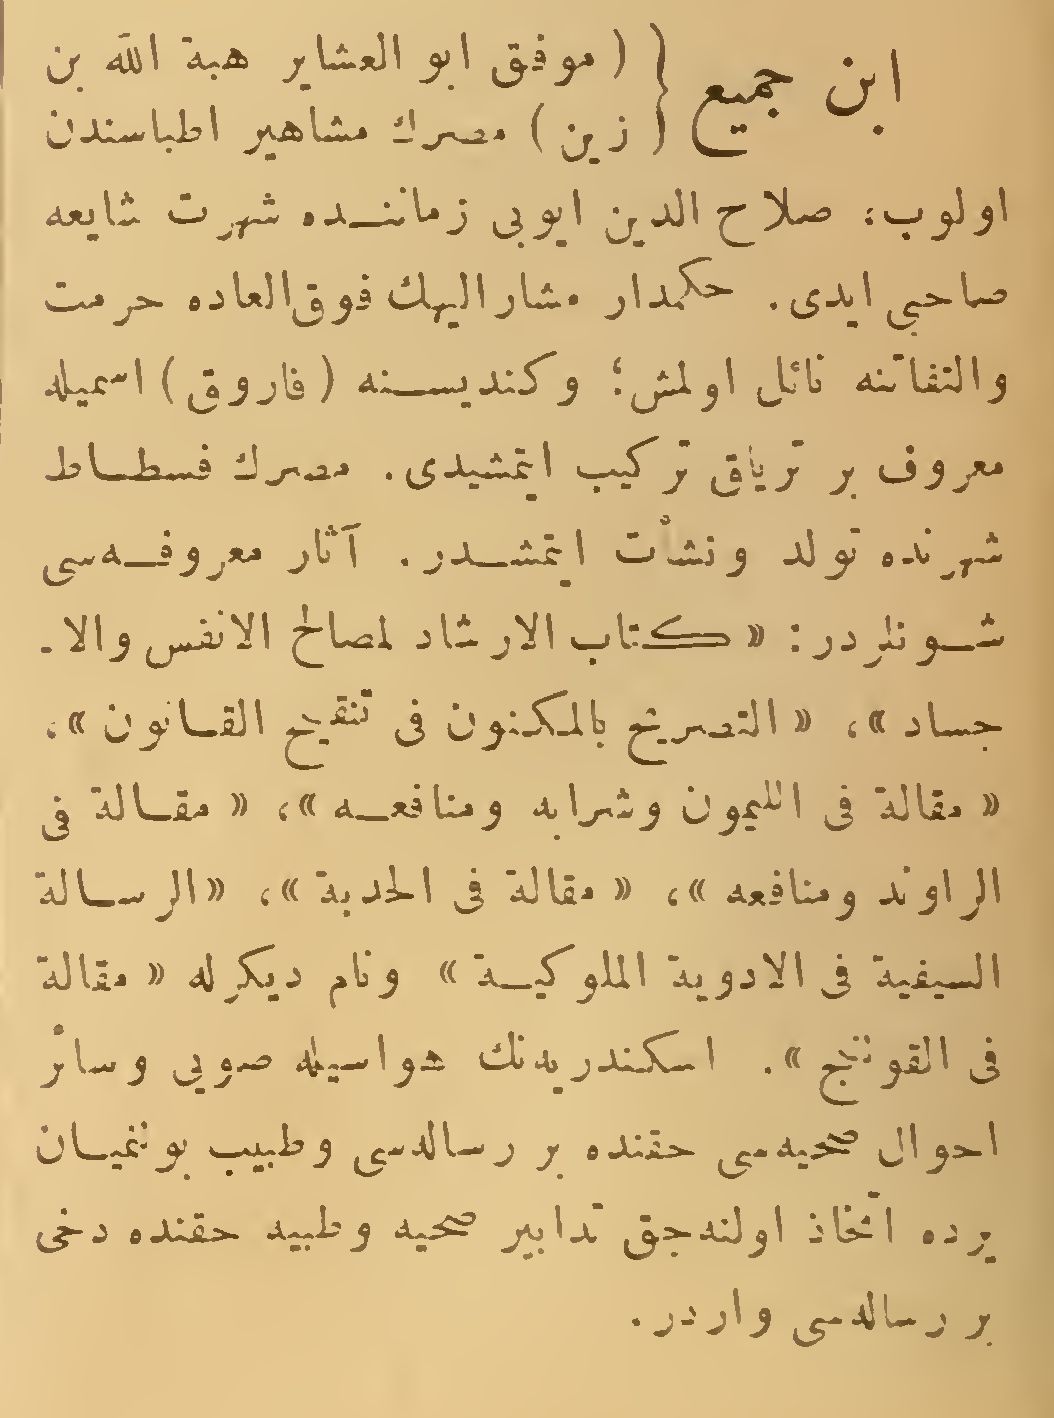 ابن جميع { ( موفق ابو العشاير هبة الله بن
زين ) مصرك مشاهير اطباسندن
اولوب، صلاح الدين ايوبى زماننده شهرت شايعه
صاحبى ايدى. حكمدار مشار اليهك فوق‌العاده حرمت
والتفاتنه نائل اولمش؛ وكنديسنه (فاروق) اسميله
معروف بر ترياق تركيب ايتمشيدى. مصرك فسطاط
شهرنده تولد ونشأت ايتمشدر. آثار معروفه‌سى
شونلردر: «كتاب الارشاد لمصالح الانفس والا-
جساد»، «التصريح بالمكنون فى تنقيح القانون»،
«مقالة فى الليمون وشرابه ومنافعه»، «مقالة فى
الراوند ومنافعه»، «مقالة فى الحدبة»، «الرسالة
السيفية فى الادوية الملوكية» ونام ديكرله «مقالة
فى القولنج». اسكندريه‌نك هواسيله صويى وسائر
احوال صحيه‌سى حقنده بر رساله‌سى وطبيب بولنميان
يرده اتخاذ اولنه‌جق تدابير صحيه وطبيه حقنده دخى
بر رساله‌سى واردر.